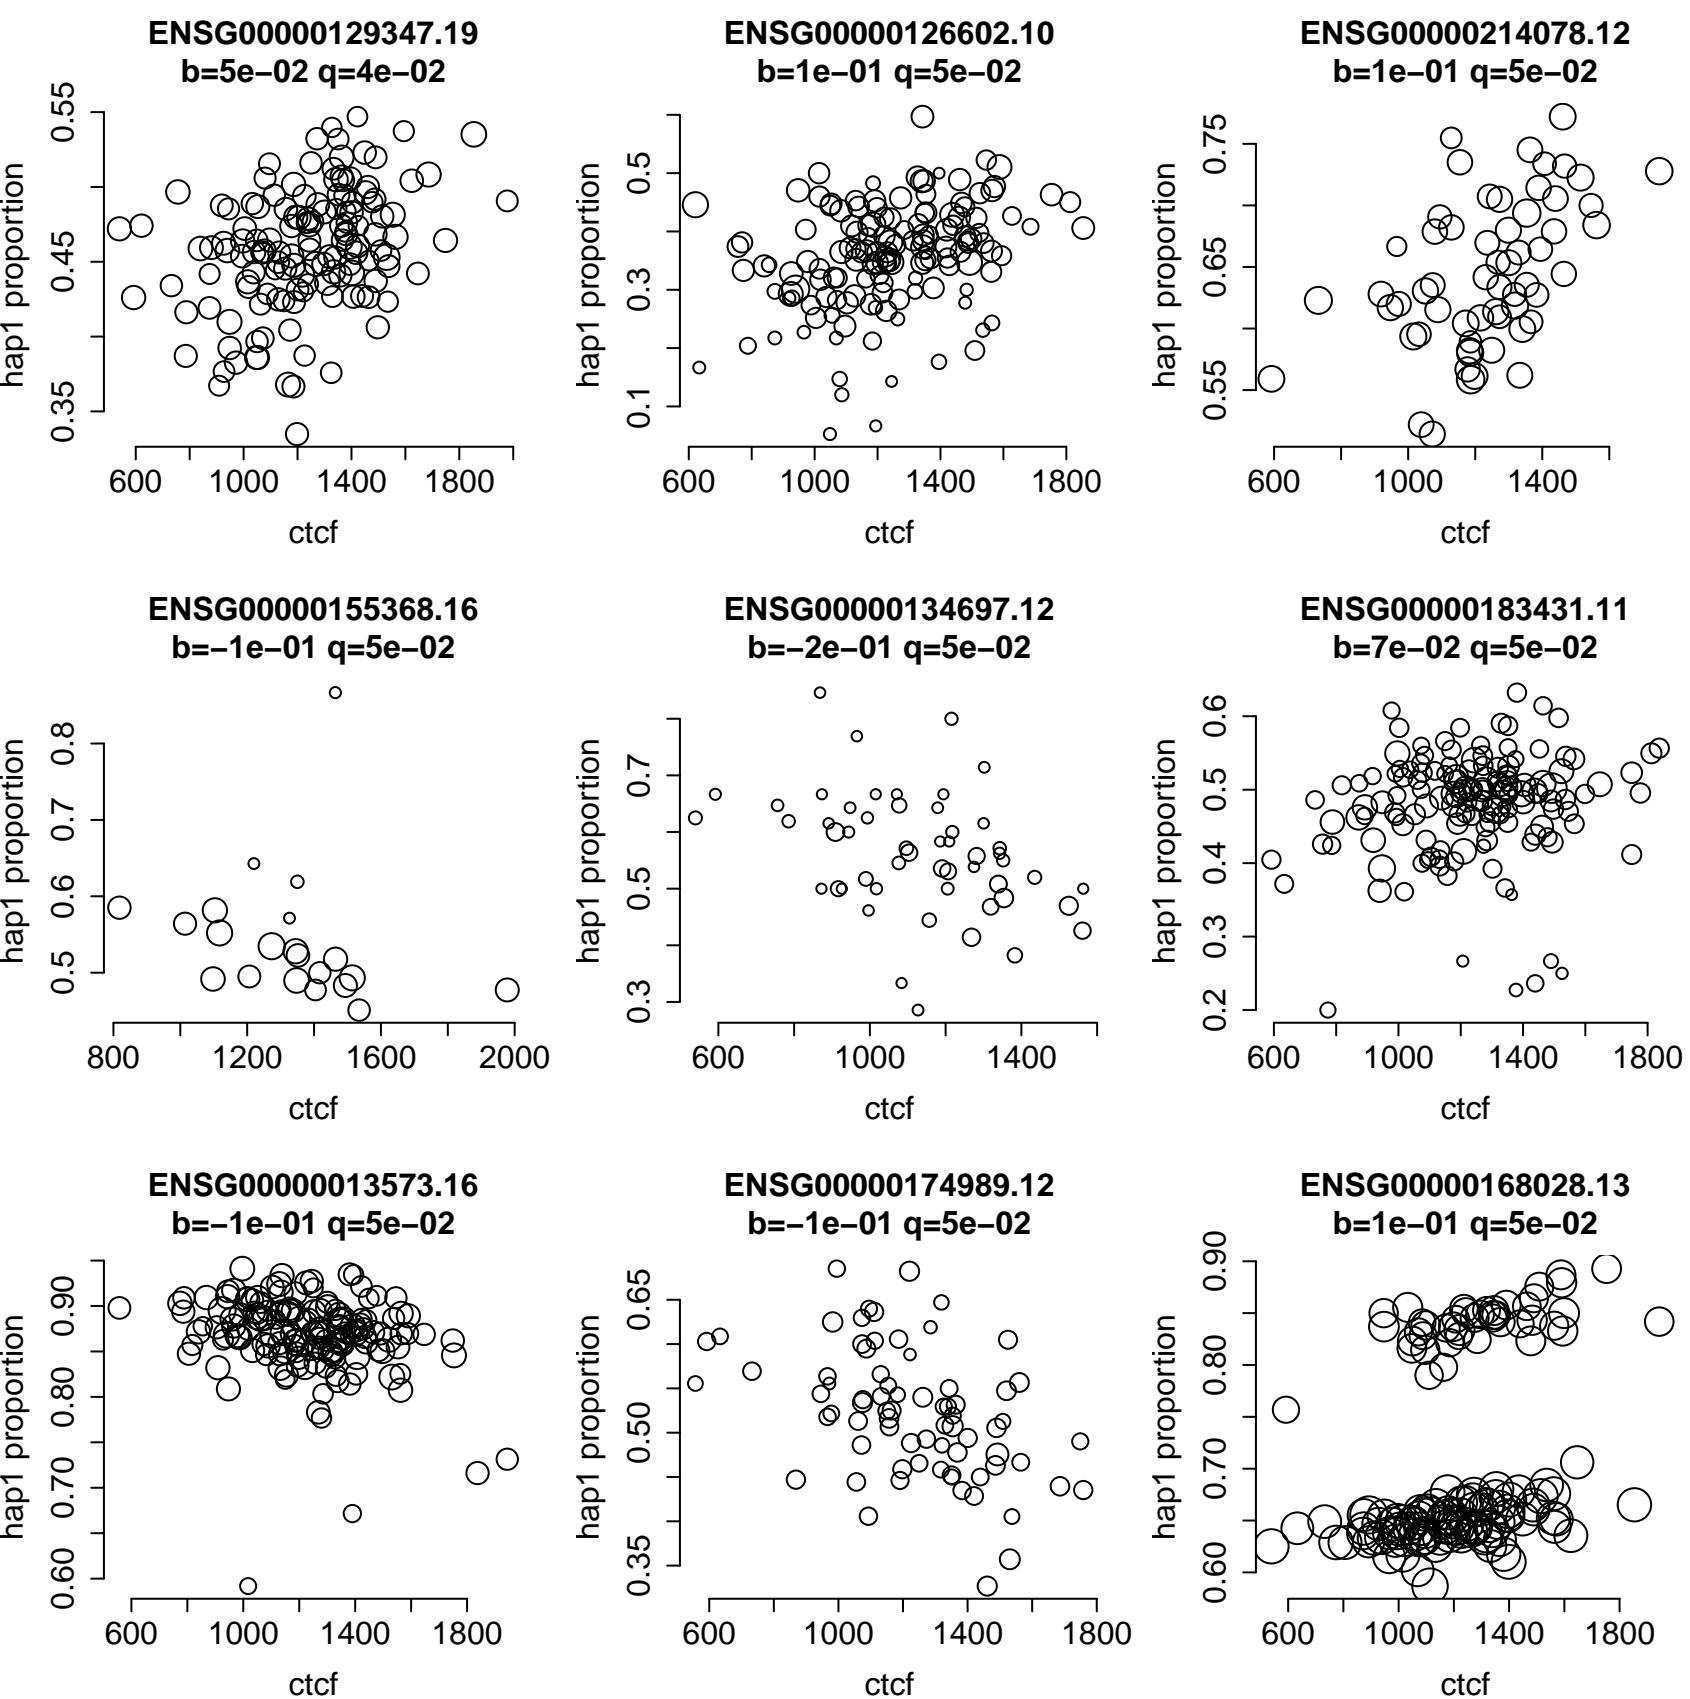 ENSG00000129347.19
b=5e−02 q=4e−02
hap1 proportion
0.35 0.45 0.55
600 1000 1400 1800
ctcf
ENSG00000126602.10
b=1e−01 q=5e−02
hap1 proportion
0.1 0.3 0.5
600 1000 1400 1800
ctcf
ENSG00000214078.12
b=1e−01 q=5e−02
hap1 proportion
0.55 0.65 0.75
600 1000 1400
ctcf
ENSG00000155368.16
b=−1e−01 q=5e−02
hap1 proportion
0.5 0.6 0.7 0.8
800 1200 1600 2000
ctcf
ENSG00000134697.12
b=−2e−01 q=5e−02
hap1 proportion
0.3 0.5 0.7
600 1000 1400
ctcf
ENSG00000183431.11
b=7e−02 q=5e−02
hap1 proportion
0.2 0.3 0.4 0.5 0.6
600 1000 1400 1800
ctcf
ENSG00000013573.16
b=−1e−01 q=5e−02
hap1 proportion
0.60 0.70 0.80 0.90
600 1000 1400 1800
ctcf
ENSG00000174989.12
b=−1e−01 q=5e−02
hap1 proportion
0.35 0.50 0.65
600 1000 1400 1800
ctcf
ENSG00000168028.13
b=1e−01 q=5e−02
hap1 proportion
0.60 0.70 0.80 0.90
600 1000 1400 1800
ctcf